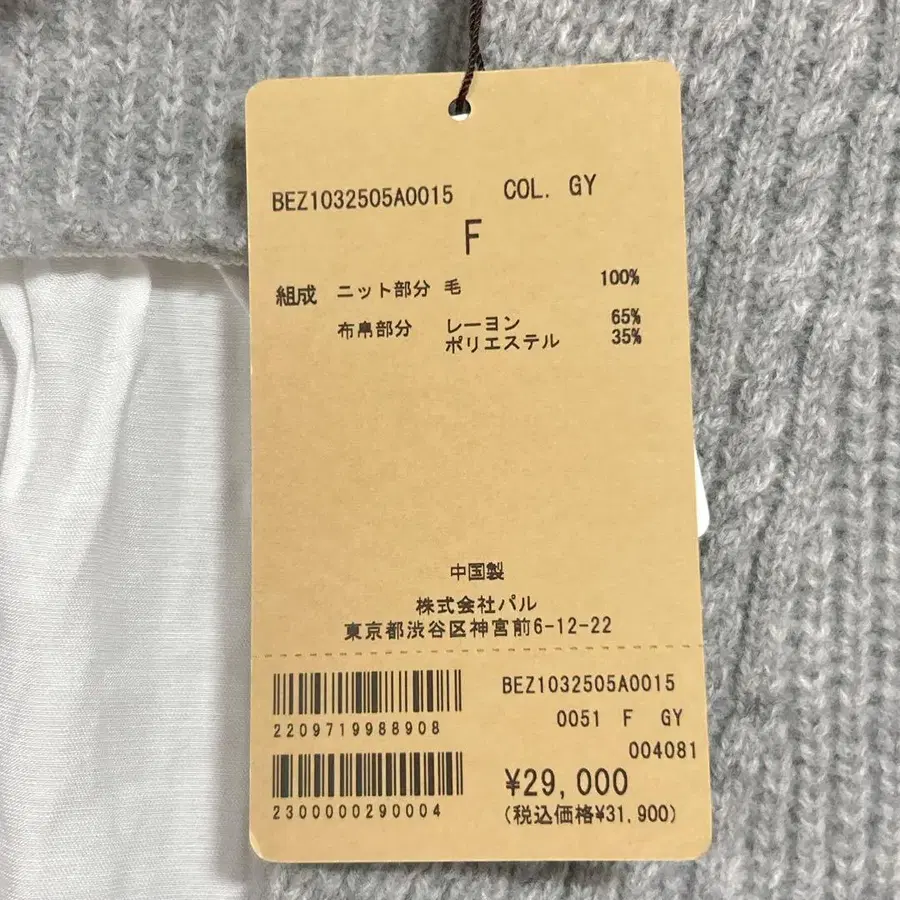 BEZ1032505A0015 COL. GY
F
組成 ニット部分 毛 100%
布帛部分 レーヨン 65%
ポリエステル 35%
中国製
株式会社パル
東京都渋谷区神宮前6-12-22
BEZ1032505A0015
2209719988908 0051 F GY
004081
¥29,000
2300000290004 (税込価格¥31,900)